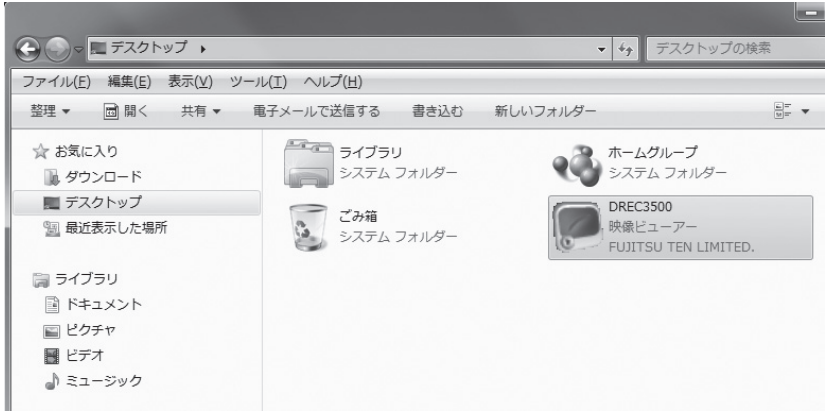 デスクトップ
デスクトップの検索
ファイル(F) 編集(E) 表示(V) ツール(T) ヘルプ(H)
整理 開く 共有 電子メールで送信する 書き込む 新しいフォルダー
お気に入り
ダウンロード
デスクトップ
最近表示した場所
ライブラリ
ドキュメント
ピクチャ
ビデオ
ミュージック
ライブラリ
システム フォルダー
ホームグループ
システム フォルダー
ごみ箱
システム フォルダー
DREC3500
映像ビューアー
FUJITSU TEN LIMITED.